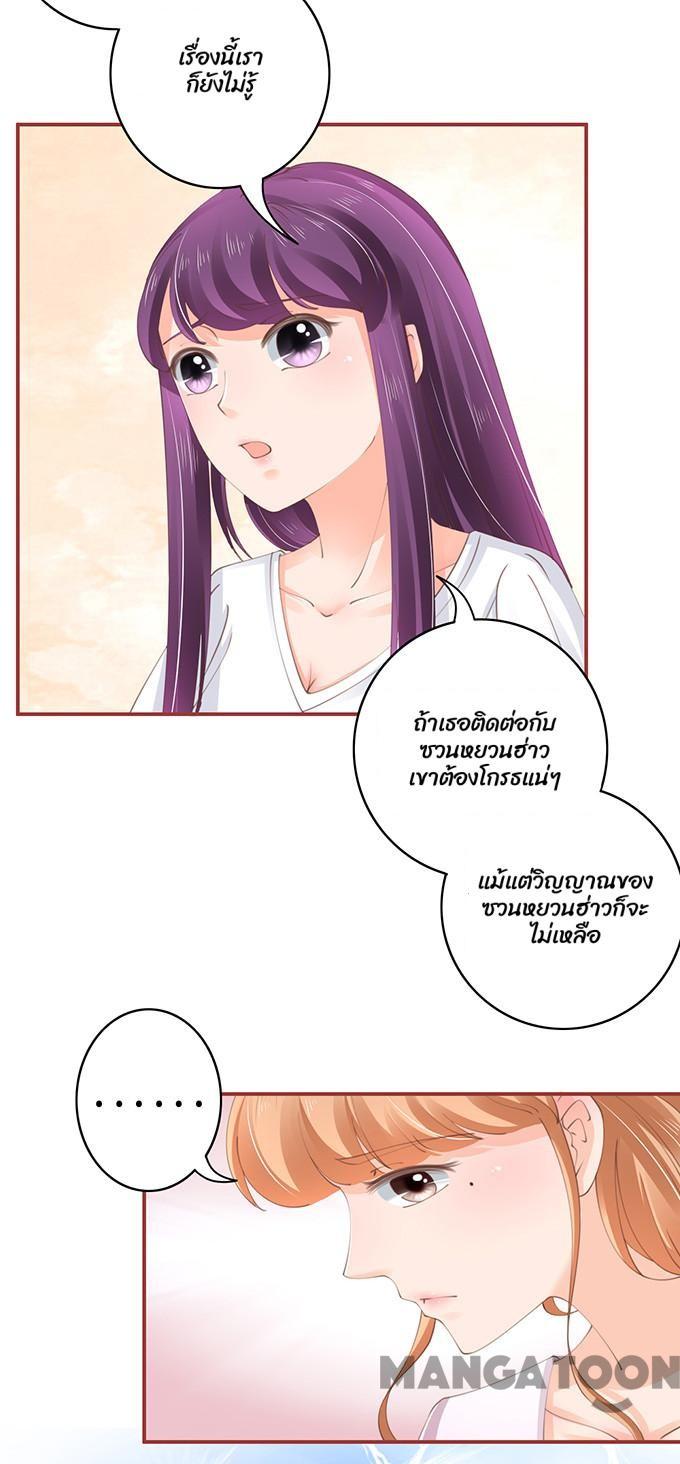 เรื่องนี้เรา
ก็ยังไม่รู้
ถ้าเธอติดต่อกับ
ซวนหยวนฮ่าว
เขาต้องโกรธแน่ๆ
แม้แต่วิญญาณของ
ซวนหยวนฮ่าวก็จะ
ไม่เหลือ
......
MANGATOON